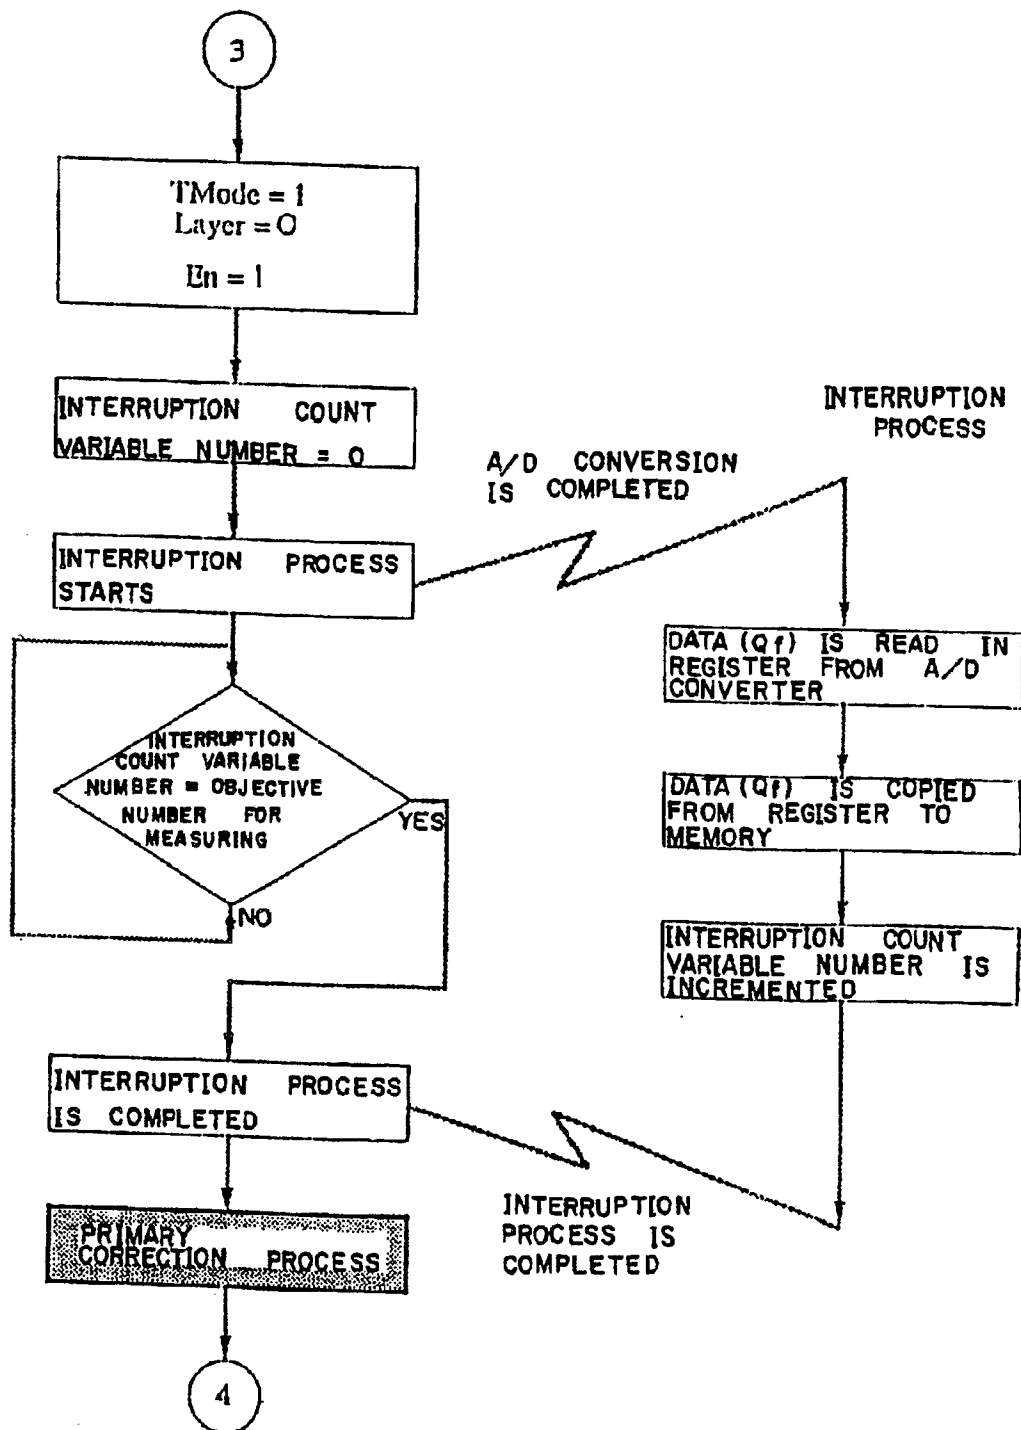 3
TMode = 1
Layer = 0
En = 1
INTERRUPTION COUNT
VARIABLE NUMBER = 0
INTERRUPTION
PROCESS
A/D CONVERSION
IS COMPLETED
INTERRUPTION PROCESS
STARTS
DATA (Qf) IS READ IN
REGISTER FROM A/D
CONVERTER
INTERRUPTION
COUNT VARIABLE
NUMBER = OBJECTIVE
NUMBER FOR
MEASURING
YES
NO
DATA (Qf) IS COPIED
FROM REGISTER TO
MEMORY
INTERRUPTION COUNT
VARIABLE NUMBER IS
INCREMENTED
INTERRUPTION PROCESS
IS COMPLETED
INTERRUPTION
PROCESS IS
COMPLETED
PRIMARY
CORRECTION PROCESS
4